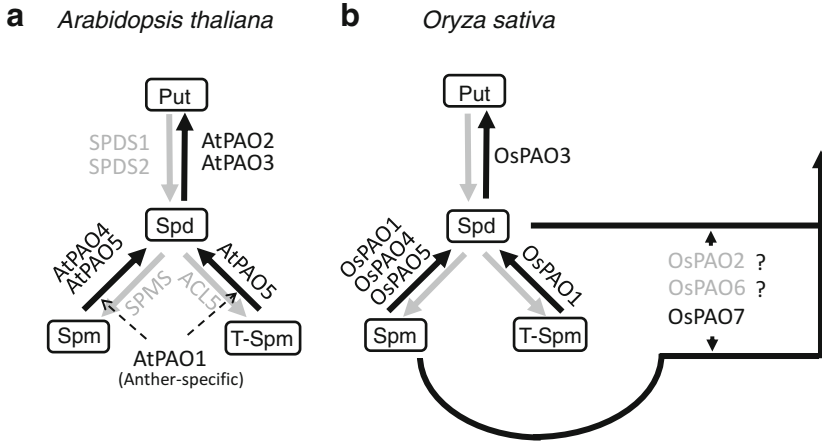 a Arabidopsis thaliana
Put
SPDS1
SPDS2
AtPAO2
AtPAO3
Spd
AtPAO4
AtPAO5
SPMS
ACL5
AtPAO5
Spm
T-Spm
AtPAO1
(Anther-specific)
b Oryza sativa
Put
OsPAO3
Spd
OsPAO1
OsPAO4
OsPAO5
OsPAO1
Spm
T-Spm
OsPAO2 ?
OsPAO6 ?
OsPAO7